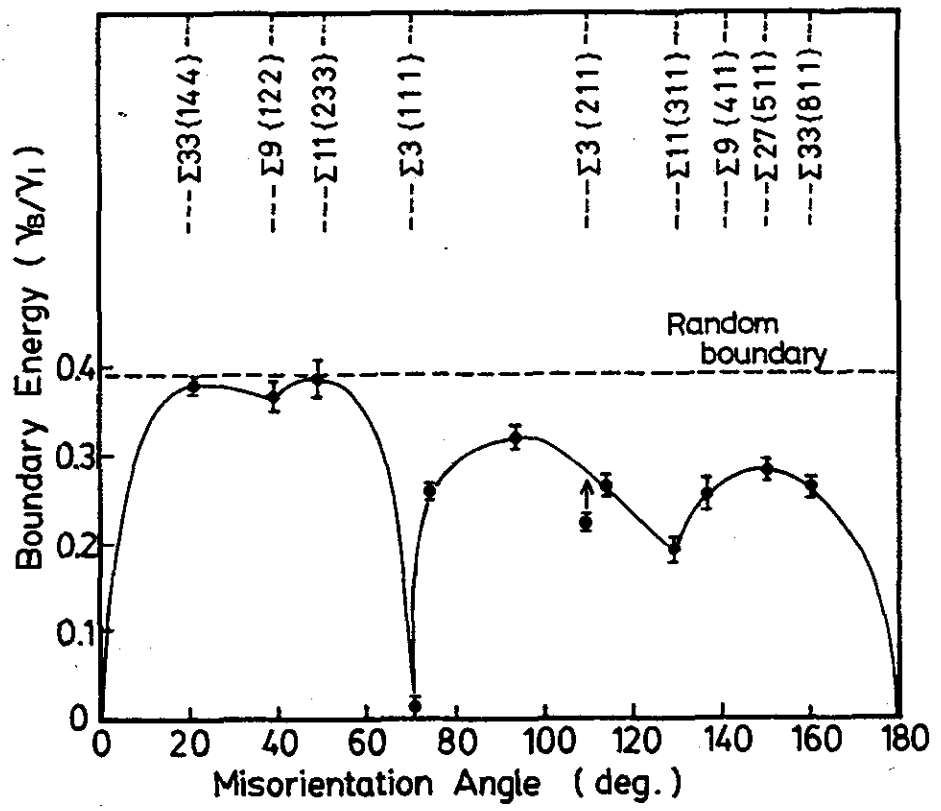 Σ33(144)
Σ9(122)
Σ11(233)
Σ3(111)
Σ3(211)
Σ11(311)
Σ9(411)
Σ27(511)
Σ33(811)
Boundary Energy (γB/γI)
Random
boundary
0.4
0.3
0.2
0.1
0
0 20 40 60 80 100 120 140 160 180
Misorientation Angle (deg.)